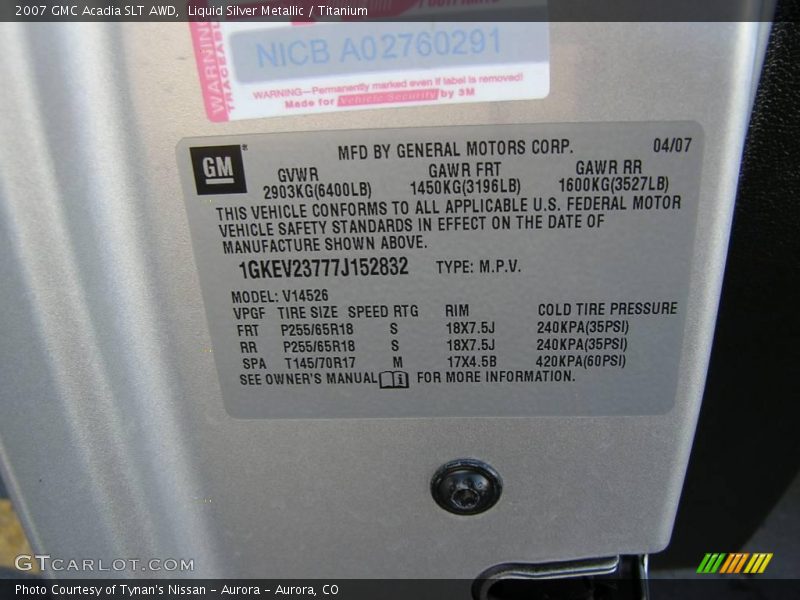 2007 GMC Acadia SLT AWD, Liquid Silver Metallic / Titanium
WARNING
TRACEABLE
NICB A02760291
WARNING—Permanently marked even if label is removed!
Made for Vehicle Security by 3M
GM ®
MFD BY GENERAL MOTORS CORP. 04/07
GVWR GAWR FRT GAWR RR
2903KG(6400LB) 1450KG(3196LB) 1600KG(3527LB)
THIS VEHICLE CONFORMS TO ALL APPLICABLE U.S. FEDERAL MOTOR
VEHICLE SAFETY STANDARDS IN EFFECT ON THE DATE OF
MANUFACTURE SHOWN ABOVE.
1GKEV23777J152832 TYPE: M.P.V.
MODEL: V14526
VPGF TIRE SIZE SPEED RTG RIM COLD TIRE PRESSURE
FRT P255/65R18 S 18X7.5J 240KPA(35PSI)
RR P255/65R18 S 18X7.5J 240KPA(35PSI)
SPA T145/70R17 M 17X4.5B 420KPA(60PSI)
SEE OWNER'S MANUAL i FOR MORE INFORMATION.
GTCARLOT.COM
Photo Courtesy of Tynan's Nissan - Aurora - Aurora, CO